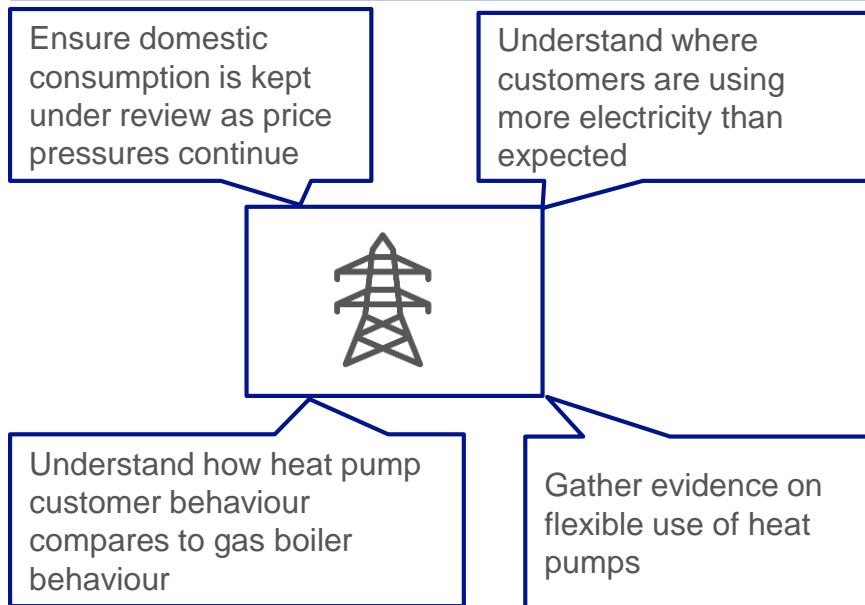 Ensure domestic
consumption is kept
under review as price
pressures continue
Understand where
customers are using
more electricity than
expected
Understand how heat pump
customer behaviour
compares to gas boiler
behaviour
Gather evidence on
flexible use of heat
pumps